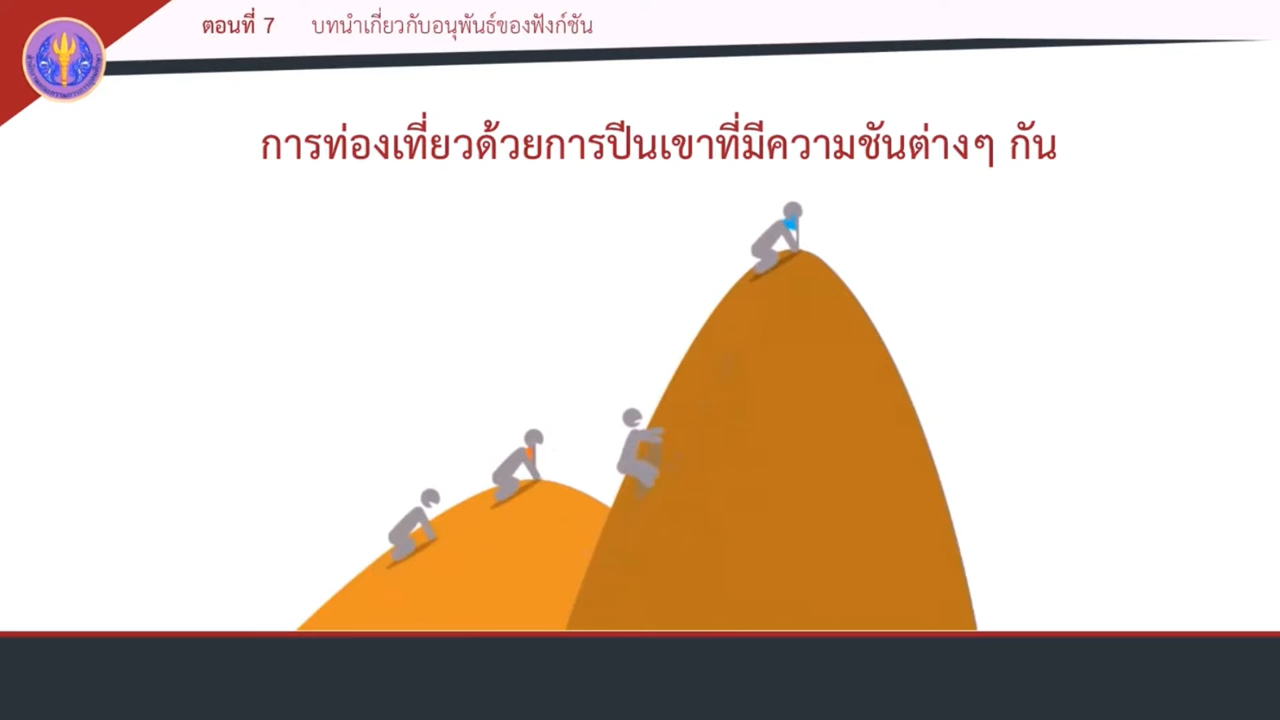 ตอนที่ 7 บทนำเกี่ยวกับอนุพันธ์ของฟังก์ชัน
การท่องเที่ยวด้วยการปีนเขาที่มีความชันต่างๆ กัน